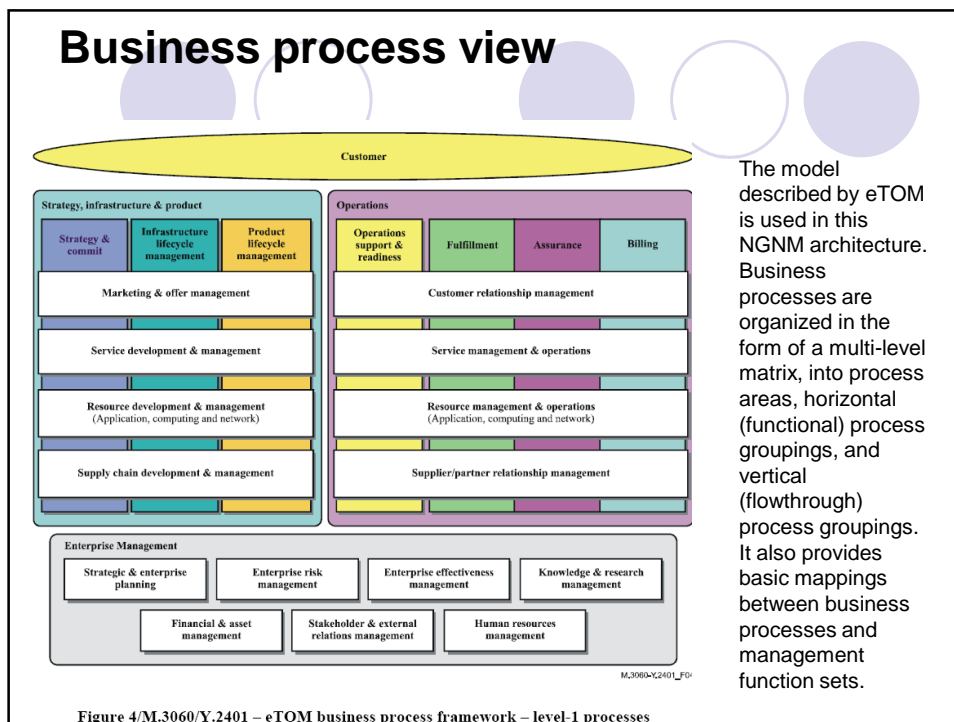 Business process view
Customer
Strategy, infrastructure & product
Strategy &
commit
Infrastructure
lifecycle
management
Product
lifecycle
management
Marketing & offer management
Service development & management
Resource development & management
(Application, computing and network)
Supply chain development & management
Operations
Operations
support &
readiness
Fulfillment
Assurance
Billing
Customer relationship management
Service management & operations
Resource management & operations
(Application, computing and network)
Supplier/partner relationship management
Enterprise Management
Strategic & enterprise
planning
Enterprise risk
management
Enterprise effectiveness
management
Knowledge & research
management
Financial & asset
management
Stakeholder & external
relations management
Human resources
management
M.3060-Y.2401_F04
Figure 4/M.3060/Y.2401 – eTOM business process framework – level-1 processes
The model
described by eTOM
is used in this
NGNM architecture.
Business
processes are
organized in the
form of a multi-level
matrix, into process
areas, horizontal
(functional) process
groupings, and
vertical
(flowthrough)
process groupings.
It also provides
basic mappings
between business
processes and
management
function sets.